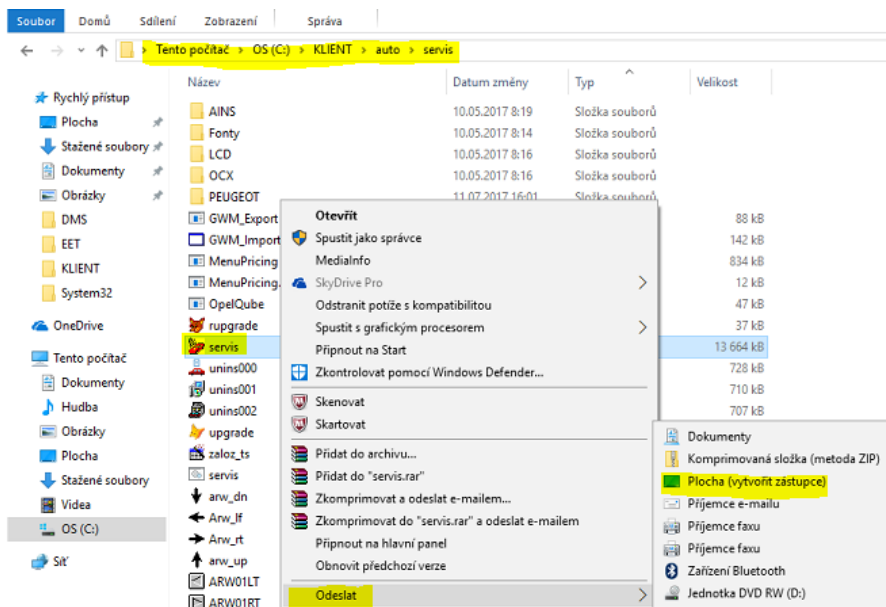 Soubor Domů Sdílení Zobrazení Správa
Tento počítač › OS (C:) › KLIENT › auto › servis
Název Datum změny Typ Velikost
Rychlý přístup
Plocha
Stažené soubory
Dokumenty
Obrázky
DMS
EET
KLIENT
System32
OneDrive
Tento počítač
Dokumenty
Hudba
Obrázky
Plocha
Stažené soubory
Videa
OS (C:)
Síť
AINS 10.05.2017 8:19 Složka souborů
Fonty 10.05.2017 8:14 Složka souborů
LCD 10.05.2017 8:16 Složka souborů
OCX 10.05.2017 8:16 Složka souborů
PEUGEOT 11.07.2017 16:01 Složka souborů
GWM_Export 88 kB
GWM_Import 142 kB
MenuPricing 834 kB
MenuPricing. 12 kB
OpelQube 47 kB
rupgrade 37 kB
servis 13 664 kB
unins000 728 kB
unins001 710 kB
unins002 707 kB
upgrade
zaloz_ts
servis
arw_dn
Arw_lf
Arw_rt
arw_up
ARW01LT
ARW01RT
Otevřít
Spustit jako správce
MediaInfo
SkyDrive Pro
Odstranit potíže s kompatibilitou
Spustit s grafickým procesorem
Připnout na Start
Zkontrolovat pomocí Windows Defender...
Skenovat
Skartovat
Přidat do archivu...
Přidat do "servis.rar"
Zkomprimovat a odeslat e-mailem...
Zkomprimovat do "servis.rar" a odeslat e-mailem
Připnout na hlavní panel
Obnovit předchozí verze
Odeslat
Dokumenty
Komprimovaná složka (metoda ZIP)
Plocha (vytvořit zástupce)
Příjemce e-mailu
Příjemce faxu
Příjemce faxu
Zařízení Bluetooth
Jednotka DVD RW (D:)